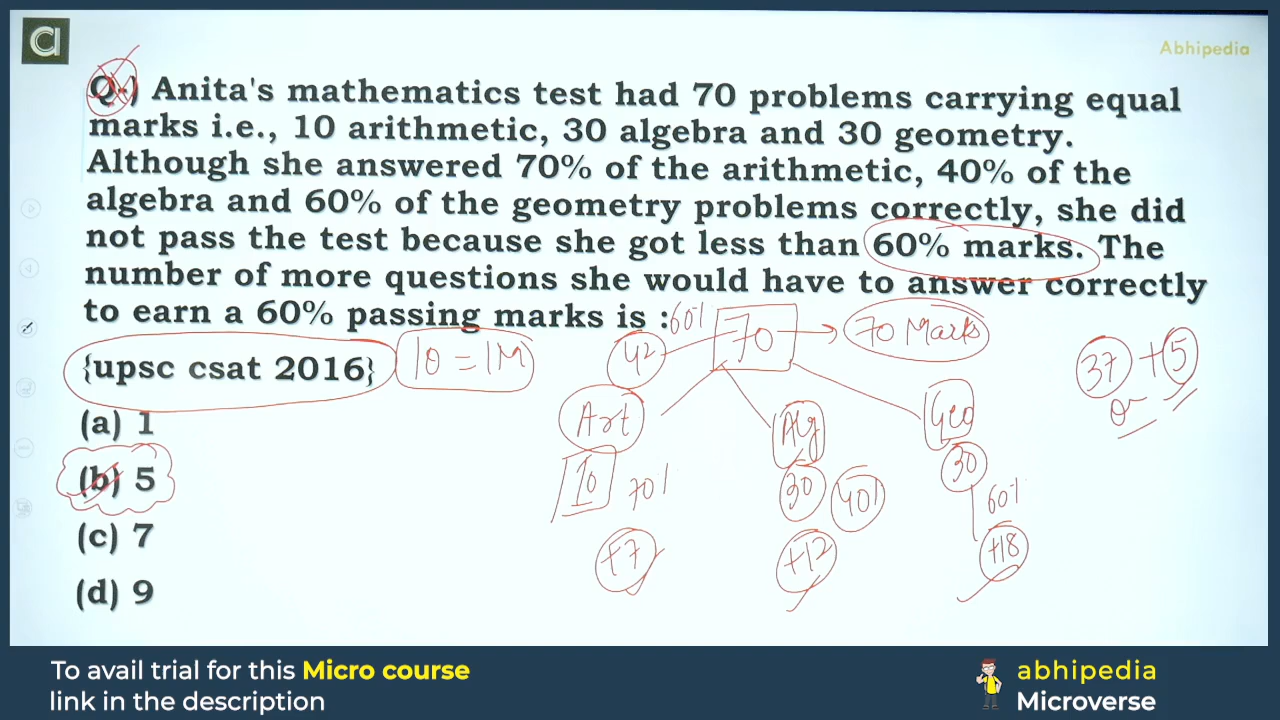 Abhipedia
Q.) Anita's mathematics test had 70 problems carrying equal
marks i.e., 10 arithmetic, 30 algebra and 30 geometry.
Although she answered 70% of the arithmetic, 40% of the
algebra and 60% of the geometry problems correctly, she did
not pass the test because she got less than 60% marks. The
number of more questions she would have to answer correctly
to earn a 60% passing marks is :
60%
70
70 Marks
42
37 + 5
{upsc csat 2016}
1Q = 1M
Art
Alg
Geo
(a) 1
(b) 5
10
70%
30
40%
30
60%
(c) 7
+7
+12
+18
(d) 9
To avail trial for this Micro course
link in the description
abhipedia
Microverse